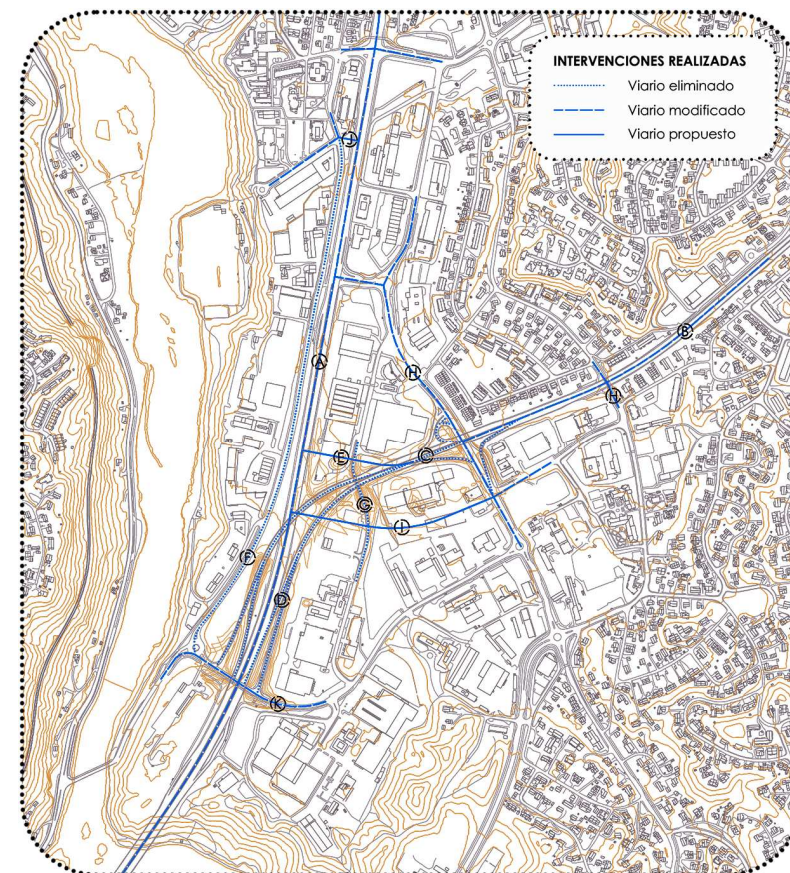 INTERVENCIONES REALIZADAS
Viario eliminado
Viario modificado
Viario propuesto
J
B
A
H
H
E
C
G
I
F
D
K